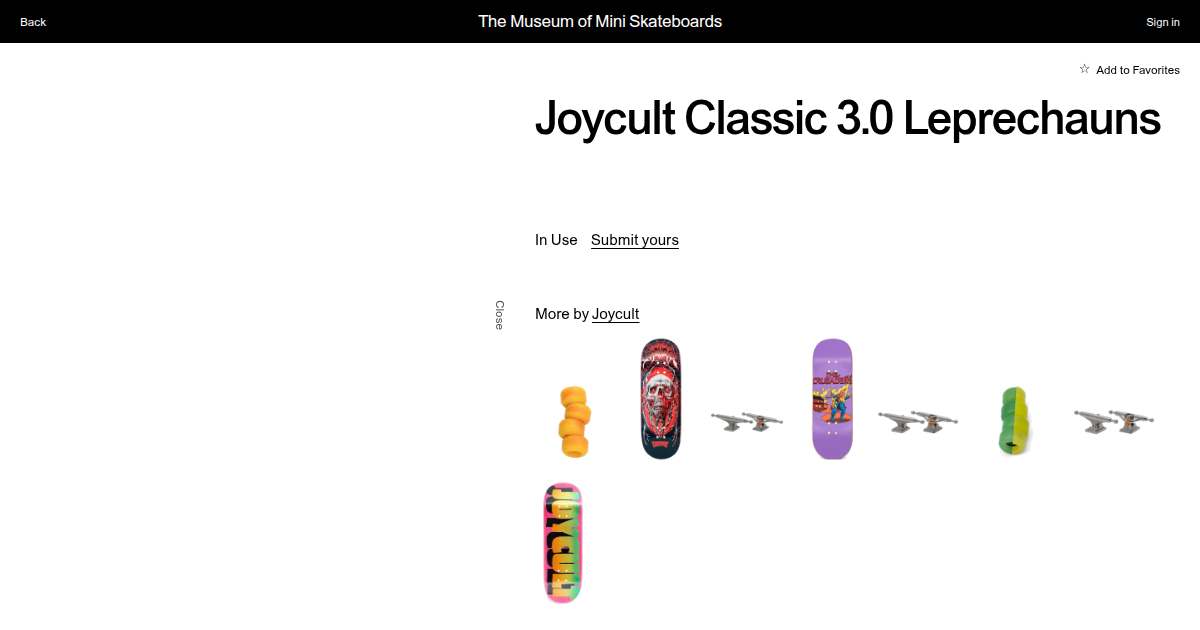 Back
The Museum of Mini Skateboards
Sign in
☆ Add to Favorites
Joycult Classic 3.0 Leprechauns
In Use Submit yours
Close
More by Joycult
JOYCULT